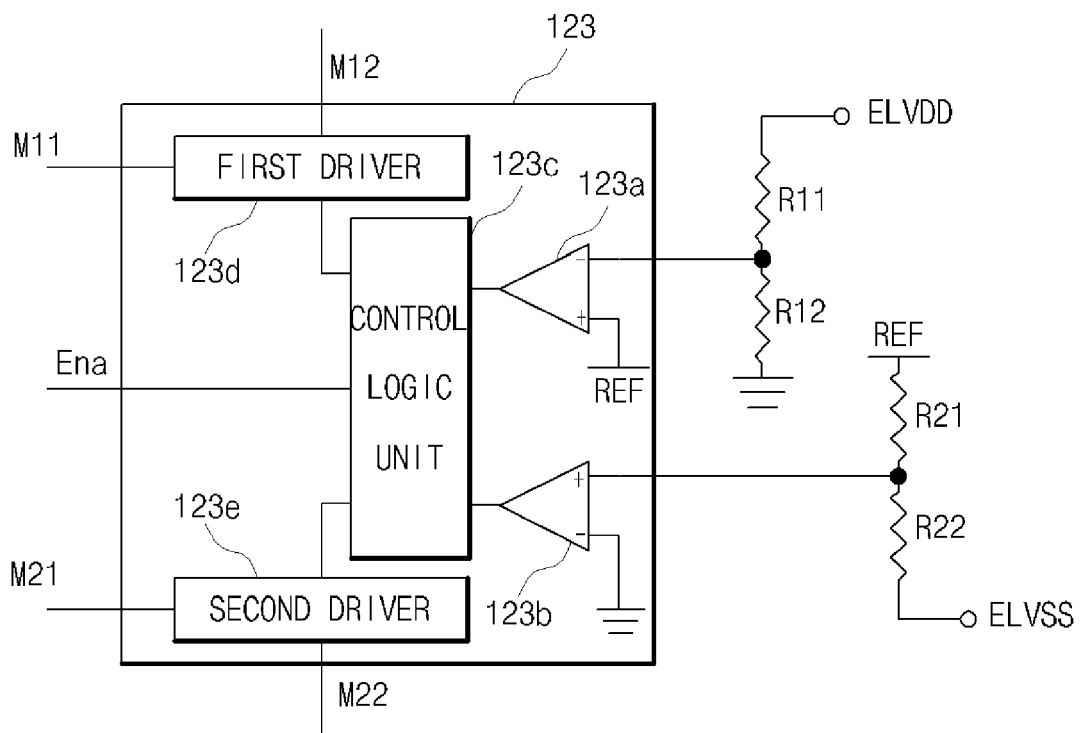 123
M12
ELVDD
M11
FIRST DRIVER
123c
123a
R11
123d
-
CONTROL
LOGIC
UNIT
+
R12
REF
REF
Ena
R21
+
123e
-
R22
M21
SECOND DRIVER
123b
ELVSS
M22